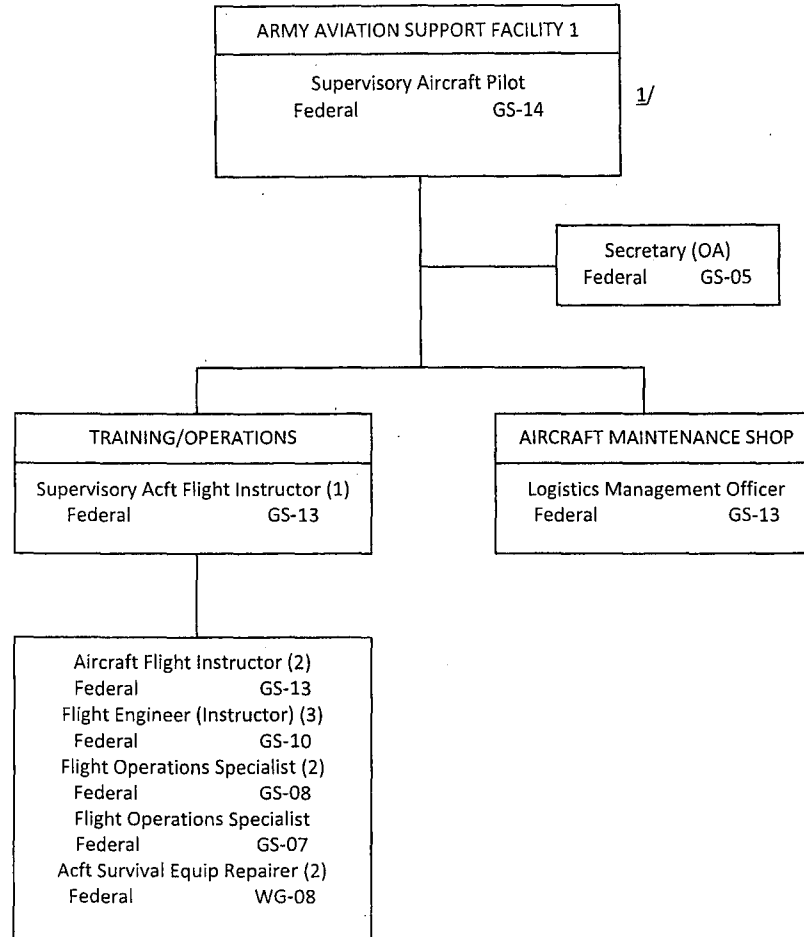 ARMY AVIATION SUPPORT FACILITY 1
Supervisory Aircraft Pilot
Federal GS-14
1/
Secretary (OA)
Federal GS-05
TRAINING/OPERATIONS
Supervisory Acft Flight Instructor (1)
Federal GS-13
AIRCRAFT MAINTENANCE SHOP
Logistics Management Officer
Federal GS-13
Aircraft Flight Instructor (2)
Federal GS-13
Flight Engineer (Instructor) (3)
Federal GS-10
Flight Operations Specialist (2)
Federal GS-08
Flight Operations Specialist
Federal GS-07
Acft Survival Equip Repairer (2)
Federal WG-08